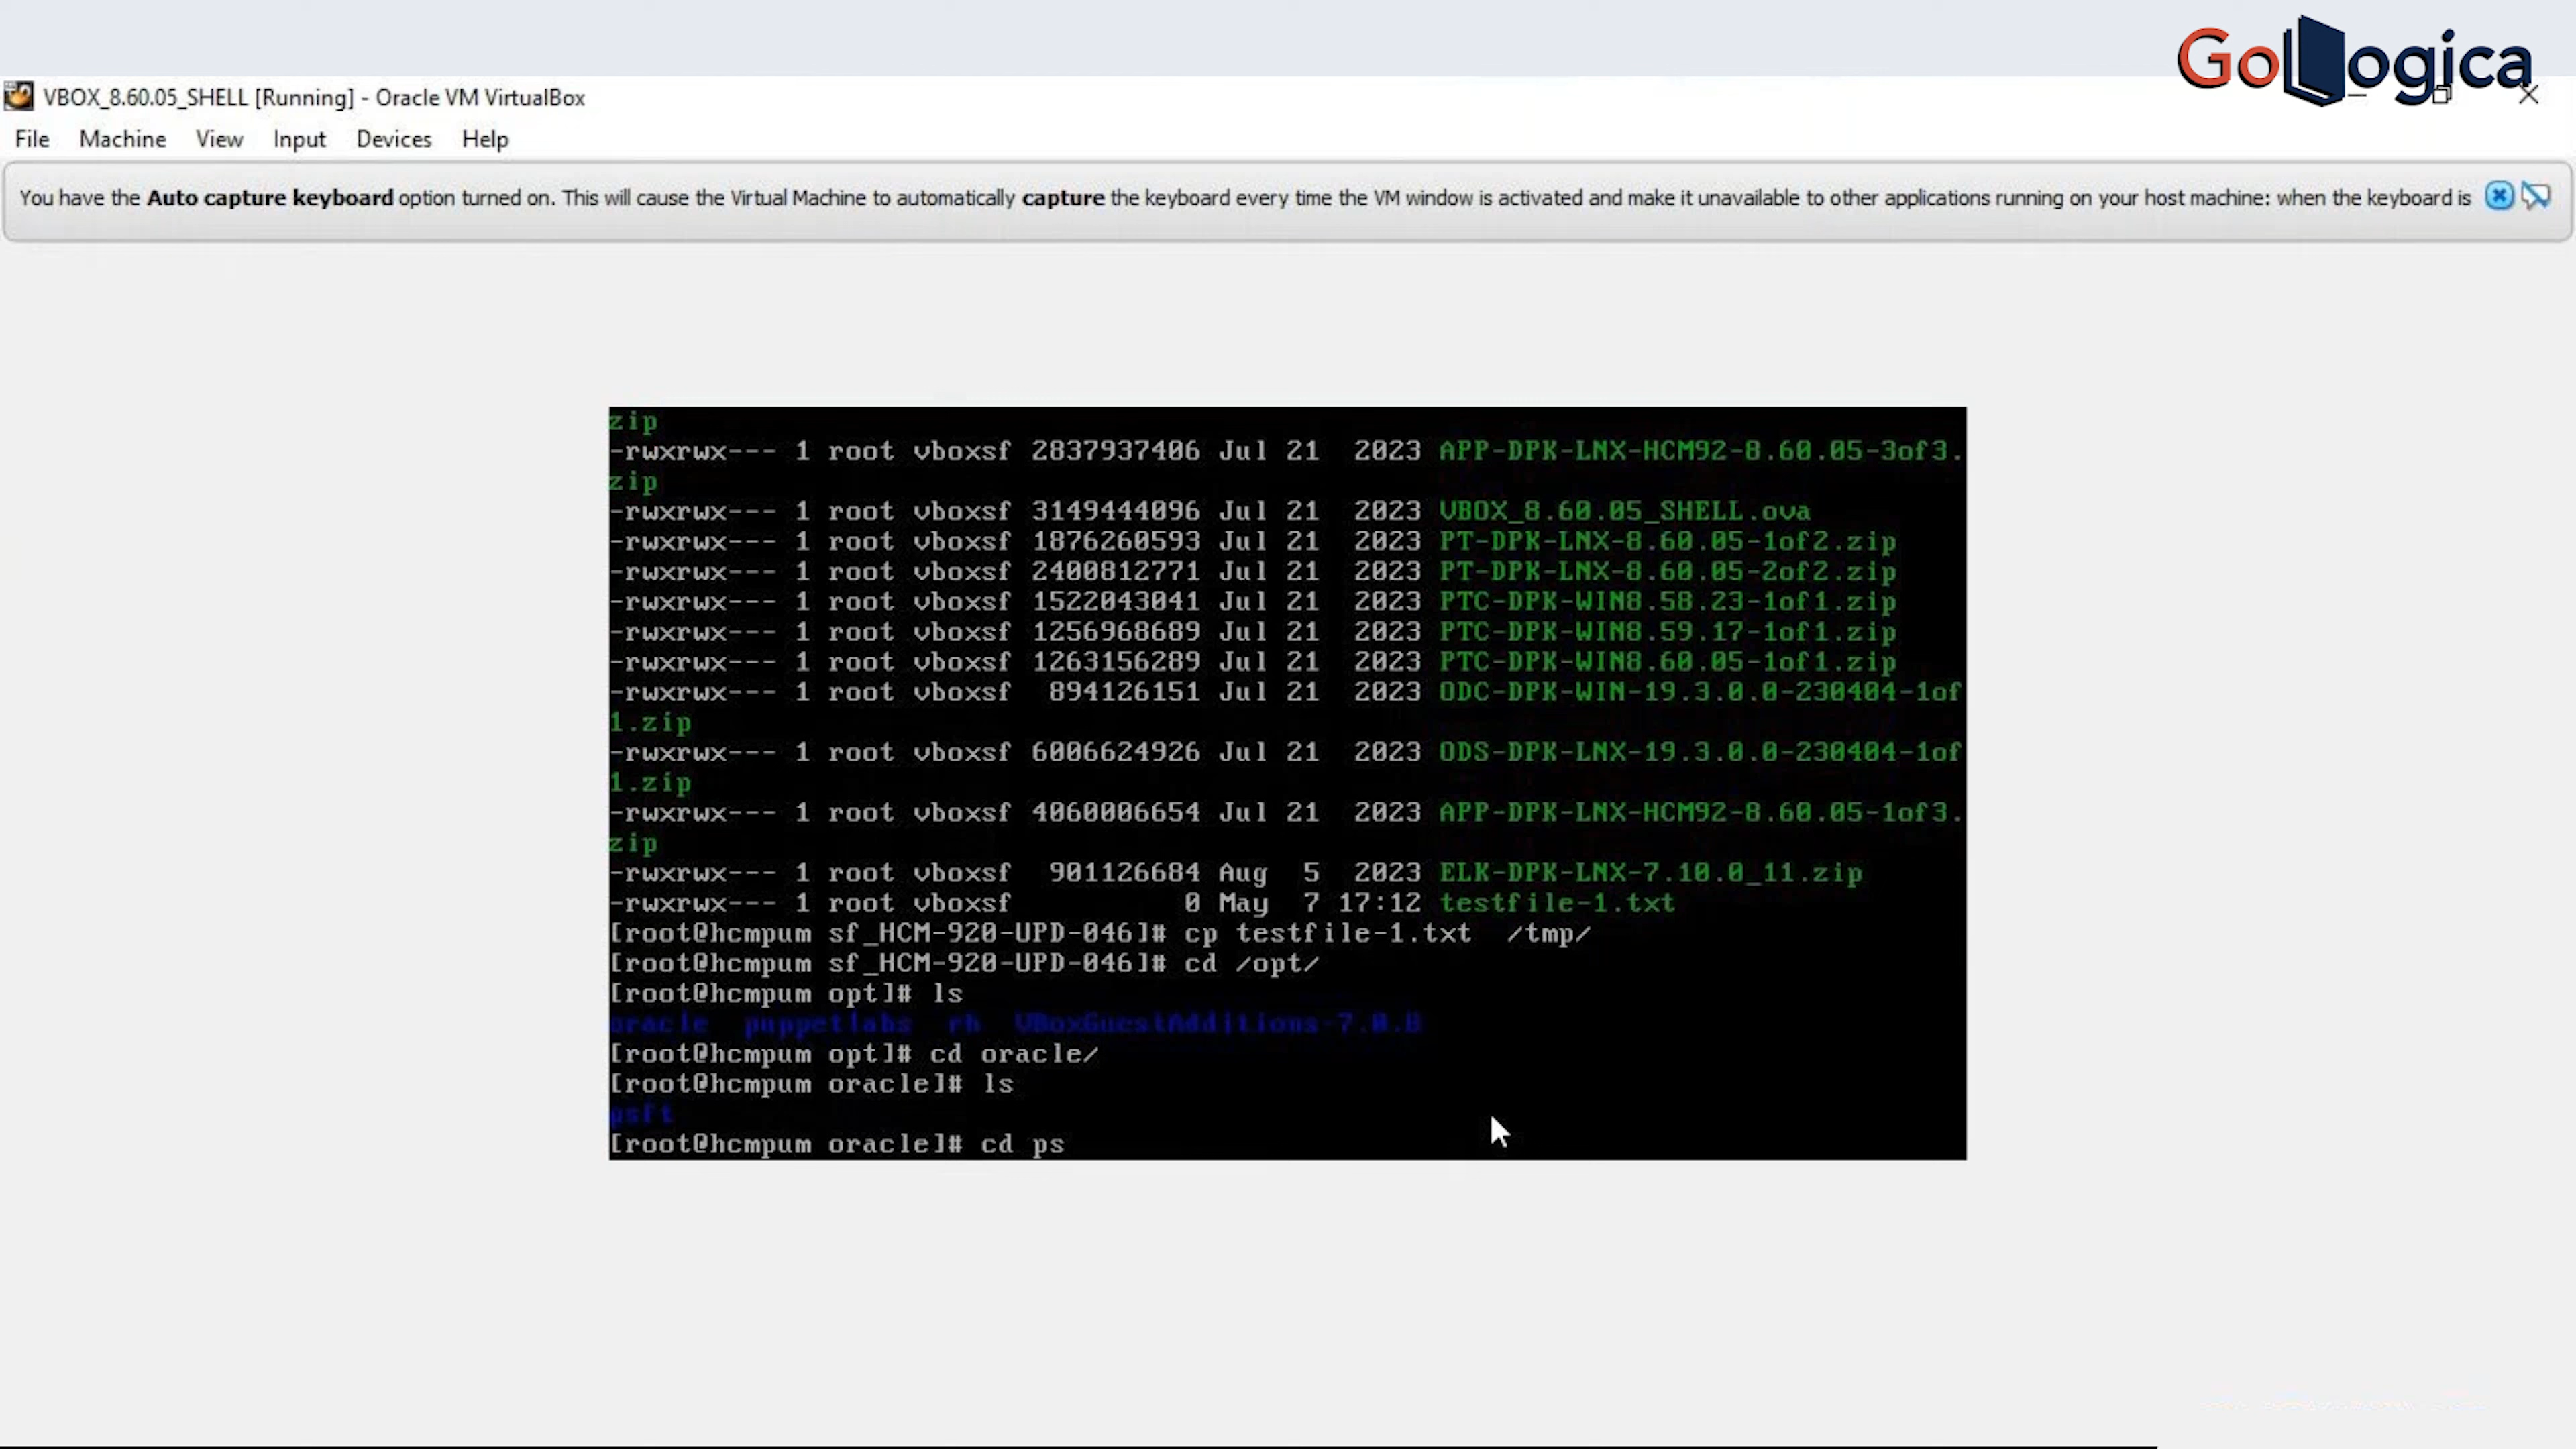 GoLogica
VBOX_8.60.05_SHELL [Running] - Oracle VM VirtualBox
File Machine View Input Devices Help
You have the Auto capture keyboard option turned on. This will cause the Virtual Machine to automatically capture the keyboard every time the VM window is activated and make it unavailable to other applications running on your host machine: when the keyboard is
zip
-rwxrwx--- 1 root vboxsf 2837937406 Jul 21  2023 APP-DPK-LNX-HCM92-8.60.05-3of3.
zip
-rwxrwx--- 1 root vboxsf 3149444096 Jul 21  2023 VBOX_8.60.05_SHELL.ova
-rwxrwx--- 1 root vboxsf 1876260593 Jul 21  2023 PT-DPK-LNX-8.60.05-1of2.zip
-rwxrwx--- 1 root vboxsf 2400812771 Jul 21  2023 PT-DPK-LNX-8.60.05-2of2.zip
-rwxrwx--- 1 root vboxsf 1522043041 Jul 21  2023 PTC-DPK-WIN8.58.23-1of1.zip
-rwxrwx--- 1 root vboxsf 1256968689 Jul 21  2023 PTC-DPK-WIN8.59.17-1of1.zip
-rwxrwx--- 1 root vboxsf 1263156289 Jul 21  2023 PTC-DPK-WIN8.60.05-1of1.zip
-rwxrwx--- 1 root vboxsf  894126151 Jul 21  2023 ODC-DPK-WIN-19.3.0.0-230404-1of
1.zip
-rwxrwx--- 1 root vboxsf 6006624926 Jul 21  2023 ODS-DPK-LNX-19.3.0.0-230404-1of
1.zip
-rwxrwx--- 1 root vboxsf 4060006654 Jul 21  2023 APP-DPK-LNX-HCM92-8.60.05-1of3.
zip
-rwxrwx--- 1 root vboxsf  901126684 Aug  5  2023 ELK-DPK-LNX-7.10.0_11.zip
-rwxrwx--- 1 root vboxsf          0 May  7 17:12 testfile-1.txt
[root@hcmpum sf_HCM-920-UPD-046]# cp testfile-1.txt  /tmp/
[root@hcmpum sf_HCM-920-UPD-046]# cd /opt/
[root@hcmpum opt]# ls
oracle  puppetlabs  rh  VBoxGuestAdditions-7.0.8
[root@hcmpum opt]# cd oracle/
[root@hcmpum oracle]# ls
psft
[root@hcmpum oracle]# cd ps